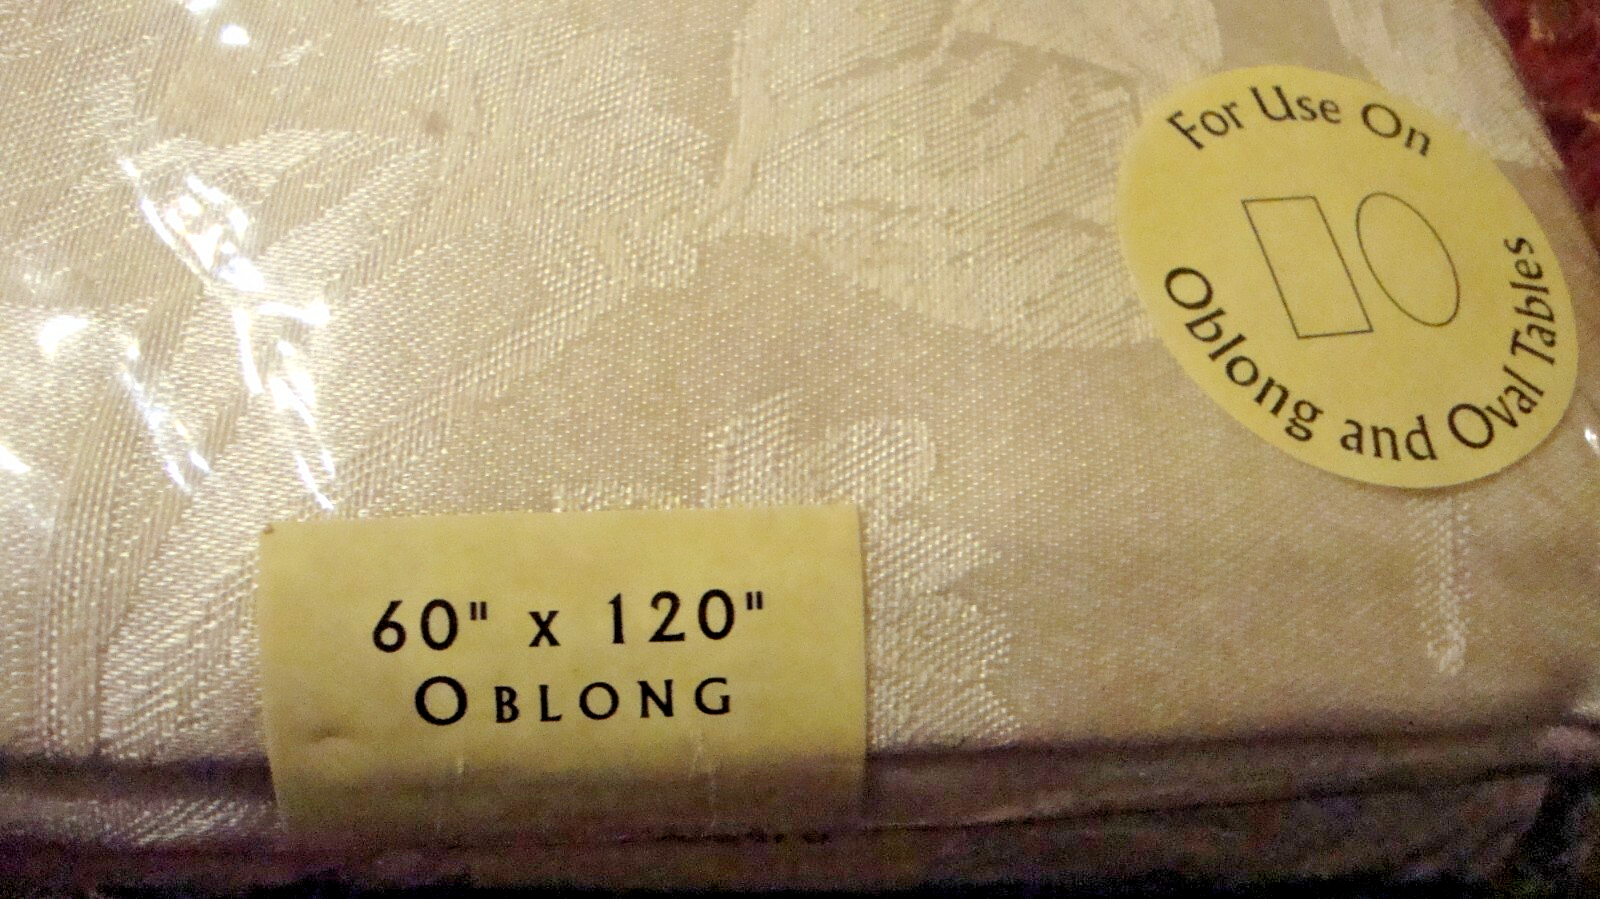 For Use On
Oblong and Oval Tables
60" x 120"
OBLONG